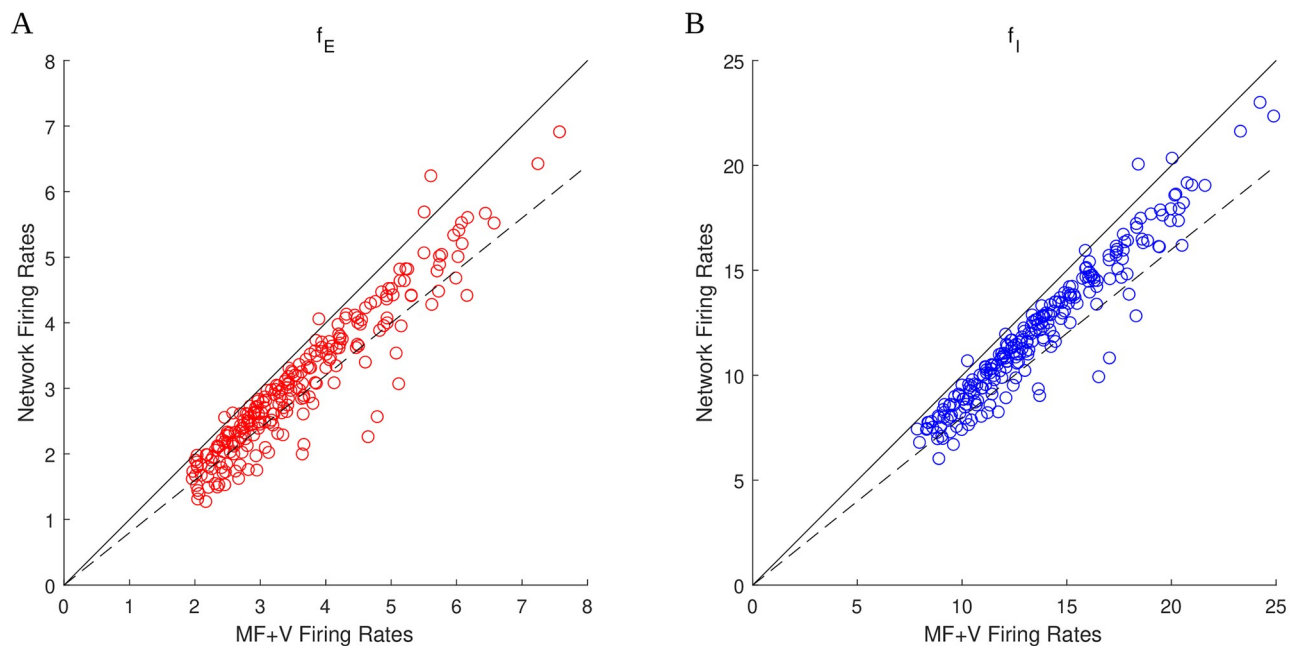 A
f_E
8
7
6
5
4
3
2
1
0
Network Firing Rates
0 1 2 3 4 5 6 7 8
MF+V Firing Rates
B
f_I
25
20
15
10
5
0
Network Firing Rates
0 5 10 15 20 25
MF+V Firing Rates